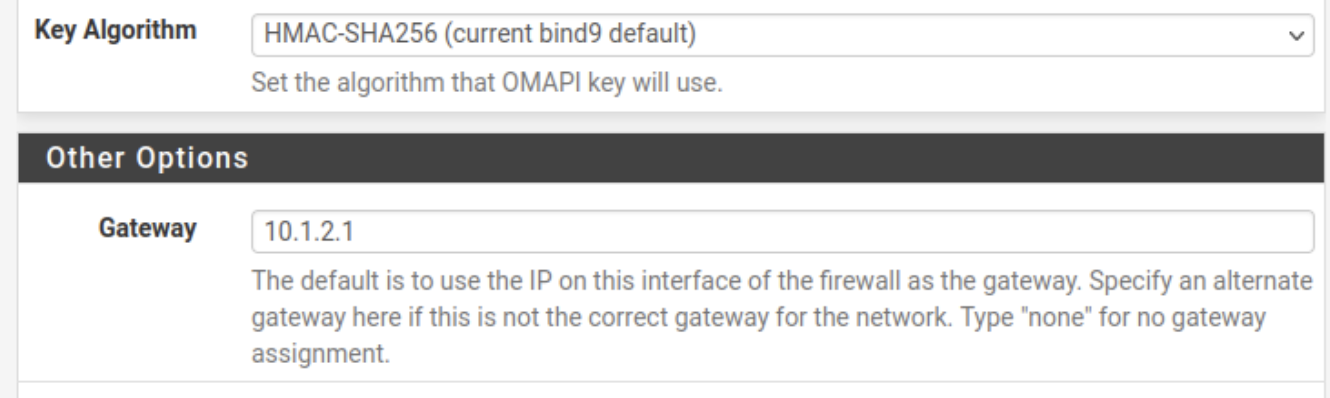 Key Algorithm
HMAC-SHA256 (current bind9 default)
Set the algorithm that OMAPI key will use.
Other Options
Gateway
10.1.2.1
The default is to use the IP on this interface of the firewall as the gateway. Specify an alternate
gateway here if this is not the correct gateway for the network. Type "none" for no gateway
assignment.